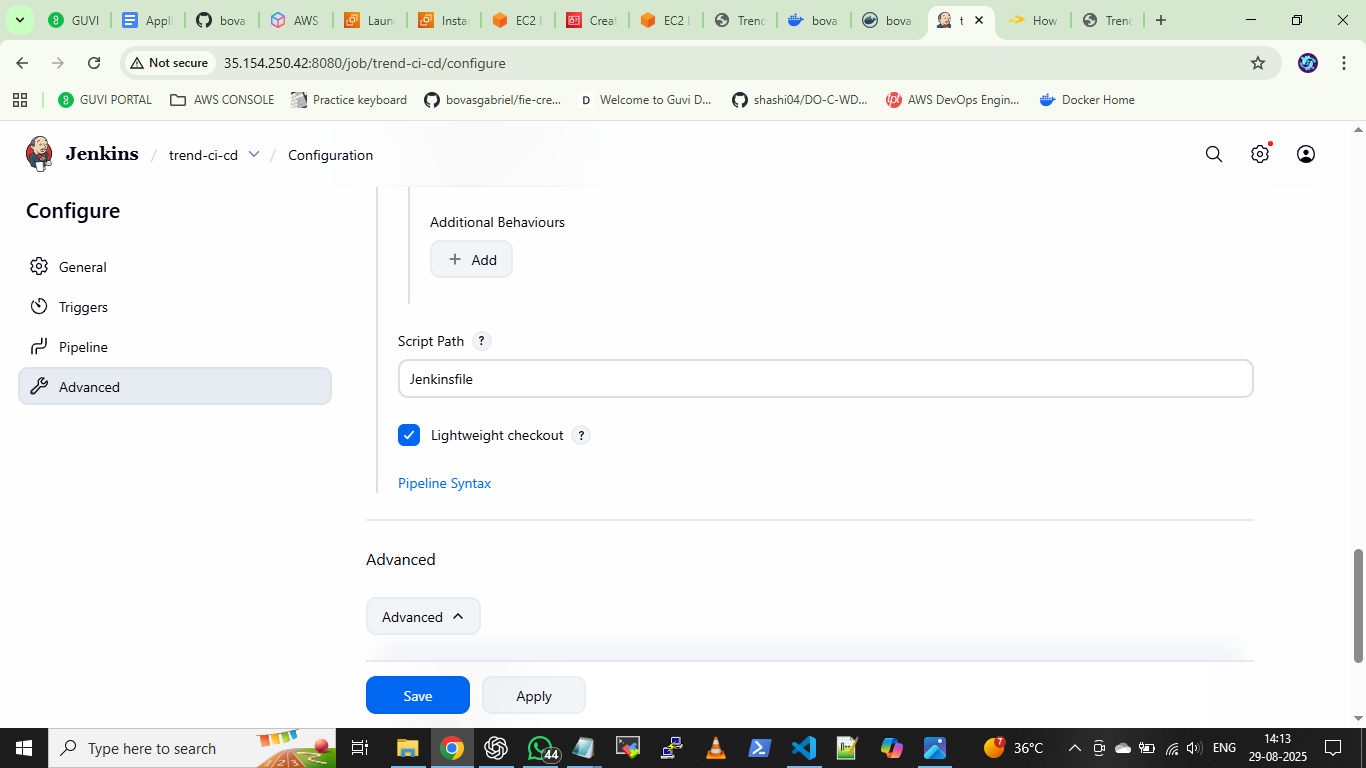 GUVI
Appli
bova
AWS
Laun
Insta
EC2
Creat
EC2
Trend
bova
bova
t
How
Trend
Not secure
35.154.250.42:8080/job/trend-ci-cd/configure
GUVI PORTAL
AWS CONSOLE
Practice keyboard
bovasgabriel/fie-cre...
Welcome to Guvi D...
shashi04/DO-C-WD...
AWS DevOps Engin...
Docker Home
Jenkins / trend-ci-cd / Configuration
Configure
General
Triggers
Pipeline
Advanced
Additional Behaviours
+ Add
Script Path ?
Jenkinsfile
Lightweight checkout ?
Pipeline Syntax
Advanced
Advanced
Save
Apply
Type here to search
44
7
36°C
ENG
14:13
29-08-2025